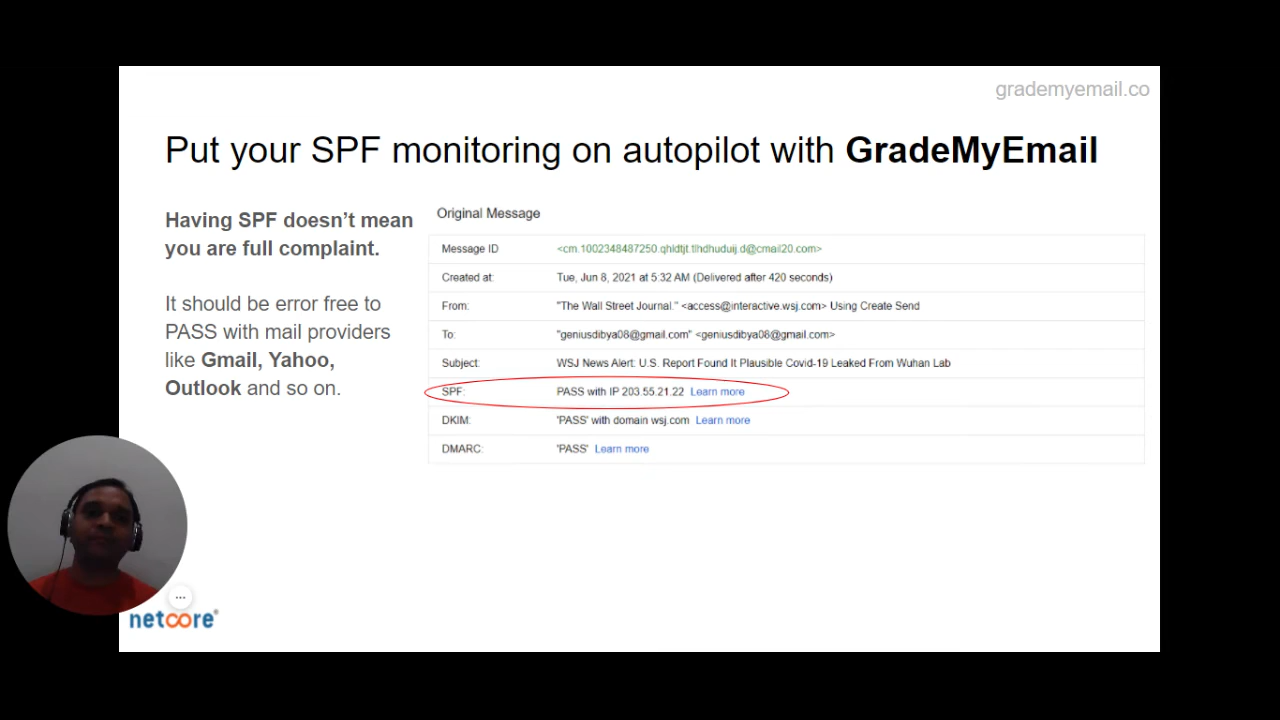 grademyemail.co
Put your SPF monitoring on autopilot with GradeMyEmail
Having SPF doesn't mean
you are full complaint.
It should be error free to
PASS with mail providers
like Gmail, Yahoo,
Outlook and so on.
Original Message
Message ID <cm.1002348487250.qhldtjt.tlhdhuduij.d@cmail20.com>
Created at: Tue, Jun 8, 2021 at 5:32 AM (Delivered after 420 seconds)
From: "The Wall Street Journal." <access@interactive.wsj.com> Using Create Send
To: "geniusdibya08@gmail.com" <geniusdibya08@gmail.com>
Subject: WSJ News Alert: U.S. Report Found It Plausible Covid-19 Leaked From Wuhan Lab
SPF: PASS with IP 203.55.21.22 Learn more
DKIM: 'PASS' with domain wsj.com Learn more
DMARC: 'PASS' Learn more
netcore